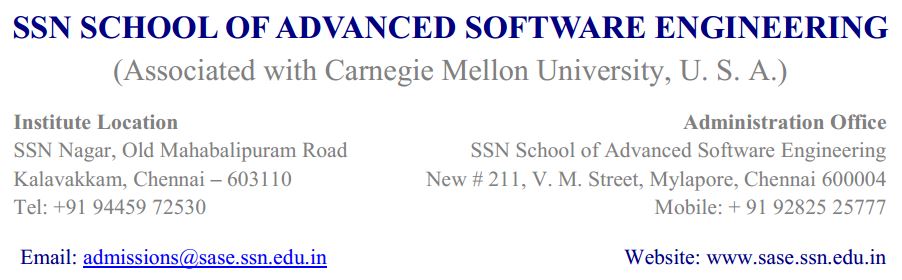 SSN SCHOOL OF ADVANCED SOFTWARE ENGINEERING
(Associated with Carnegie Mellon University, U. S. A.)
Institute Location
SSN Nagar, Old Mahabalipuram Road
Kalavakkam, Chennai – 603110
Tel: +91 94459 72530
Administration Office
SSN School of Advanced Software Engineering
New # 211, V. M. Street, Mylapore, Chennai 600004
Mobile: + 91 92825 25777
Email: admissions@sase.ssn.edu.in
Website: www.sase.ssn.edu.in